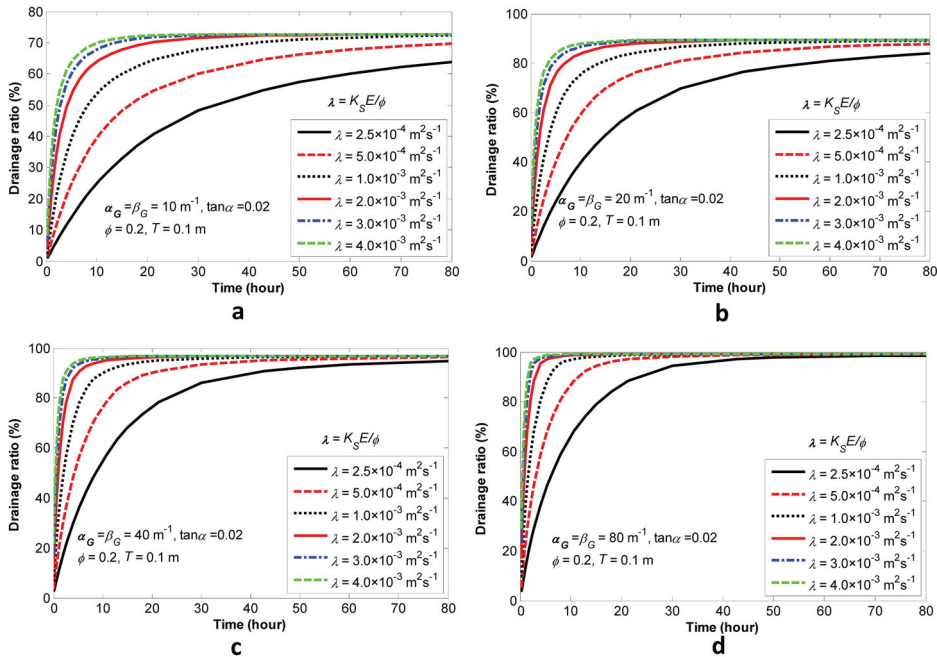 a
Drainage ratio (%)
80
70
60
50
40
30
20
10
0
λ = K_S E/ϕ
λ = 2.5×10⁻⁴ m²s⁻¹
λ = 5.0×10⁻⁴ m²s⁻¹
λ = 1.0×10⁻³ m²s⁻¹
λ = 2.0×10⁻³ m²s⁻¹
λ = 3.0×10⁻³ m²s⁻¹
λ = 4.0×10⁻³ m²s⁻¹
α_G = β_G = 10 m⁻¹, tanα = 0.02
ϕ = 0.2, T = 0.1 m
0 10 20 30 40 50 60 70 80
Time (hour)
a
b
Drainage ratio (%)
100
80
60
40
20
0
λ = K_S E/ϕ
λ = 2.5×10⁻⁴ m²s⁻¹
λ = 5.0×10⁻⁴ m²s⁻¹
λ = 1.0×10⁻³ m²s⁻¹
λ = 2.0×10⁻³ m²s⁻¹
λ = 3.0×10⁻³ m²s⁻¹
λ = 4.0×10⁻³ m²s⁻¹
α_G = β_G = 20 m⁻¹, tanα = 0.02
ϕ = 0.2, T = 0.1 m
0 10 20 30 40 50 60 70 80
Time (hour)
b
Drainage ratio (%)
100
80
60
40
20
0
λ = K_S E/ϕ
λ = 2.5×10⁻⁴ m²s⁻¹
λ = 5.0×10⁻⁴ m²s⁻¹
λ = 1.0×10⁻³ m²s⁻¹
λ = 2.0×10⁻³ m²s⁻¹
λ = 3.0×10⁻³ m²s⁻¹
λ = 4.0×10⁻³ m²s⁻¹
α_G = β_G = 40 m⁻¹, tanα = 0.02
ϕ = 0.2, T = 0.1 m
0 10 20 30 40 50 60 70 80
Time (hour)
c
Drainage ratio (%)
100
80
60
40
20
0
λ = K_S E/ϕ
λ = 2.5×10⁻⁴ m²s⁻¹
λ = 5.0×10⁻⁴ m²s⁻¹
λ = 1.0×10⁻³ m²s⁻¹
λ = 2.0×10⁻³ m²s⁻¹
λ = 3.0×10⁻³ m²s⁻¹
λ = 4.0×10⁻³ m²s⁻¹
α_G = β_G = 80 m⁻¹, tanα = 0.02
ϕ = 0.2, T = 0.1 m
0 10 20 30 40 50 60 70 80
Time (hour)
d